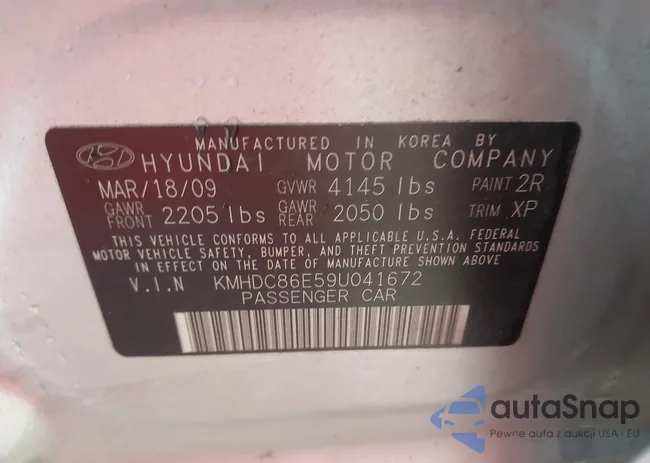 MANUFACTURED IN KOREA BY
HYUNDAI MOTOR COMPANY
MAR/18/09 GVWR 4145 lbs PAINT 2R
GAWR FRONT 2205 lbs GAWR REAR 2050 lbs TRIM XP
THIS VEHICLE CONFORMS TO ALL APPLICABLE U.S.A. FEDERAL
MOTOR VEHICLE SAFETY, BUMPER, AND THEFT PREVENTION STANDARDS
IN EFFECT ON THE DATE OF MANUFACTURE SHOWN ABOVE.
V.I.N KMHDC86E59U041672
PASSENGER CAR
autaSnap
Pewne auta z aukcji USA i EU